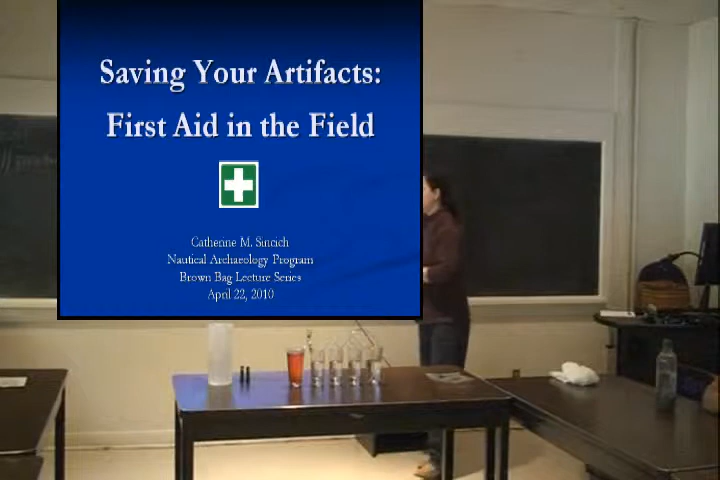 Saving Your Artifacts:
First Aid in the Field
Catherine M. Sincich
Nautical Archaeology Program
Brown Bag Lecture Series
April 22, 2010